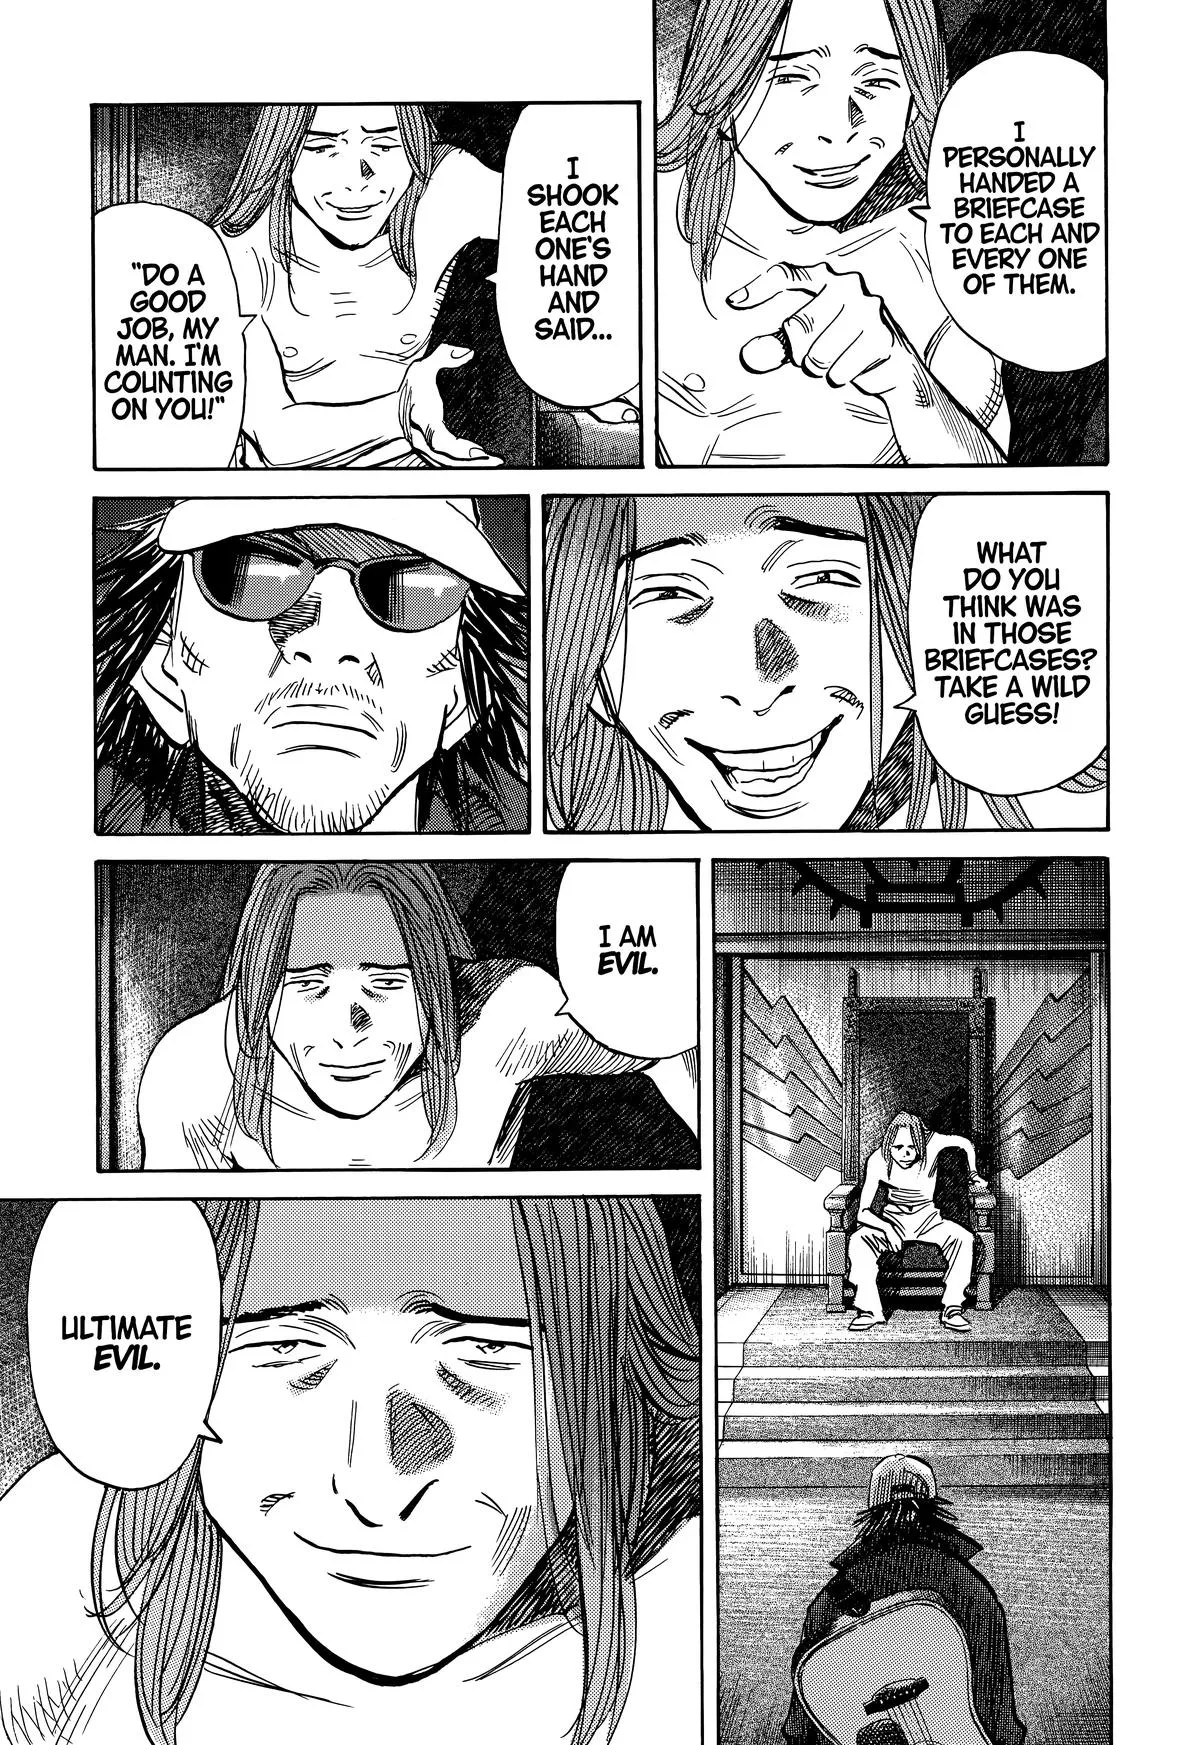 I
PERSONALLY
HANDED A
BRIEFCASE
TO EACH AND
EVERY ONE
OF THEM.
I
SHOOK
EACH
ONE'S
HAND
AND
SAID...
"DO A
GOOD
JOB, MY
MAN. I'M
COUNTING
ON YOU!"
WHAT
DO YOU
THINK WAS
IN THOSE
BRIEFCASES?
TAKE A WILD
GUESS!
I AM
EVIL.
ULTIMATE
EVIL.